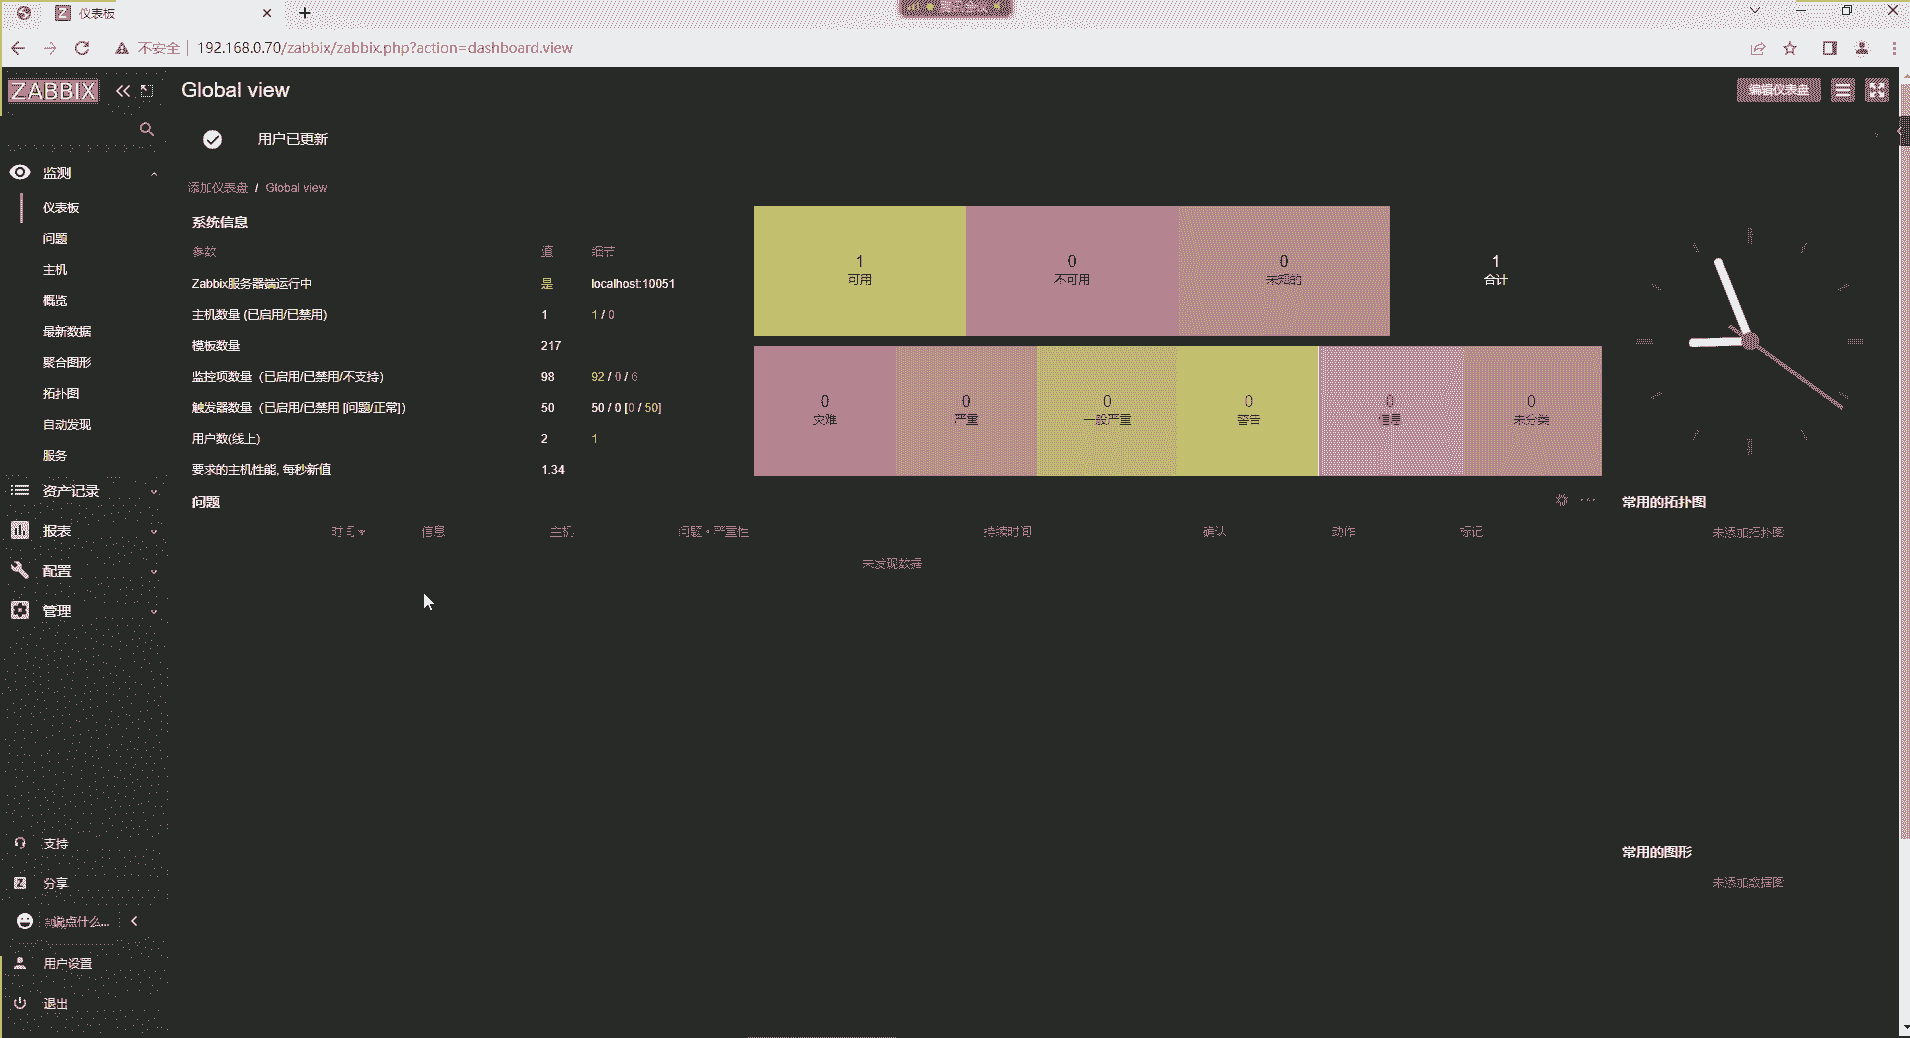 仪表板
不安全 192.168.0.70/zabbix/zabbix.php?action=dashboard.view
ZABBIX
Global view
编辑仪表盘
用户已更新
监测
仪表板
问题
主机
概览
最新数据
聚合图形
拓扑图
自动发现
服务
资产记录
报表
配置
管理
支持
分享
说点什么...
用户设置
退出
添加仪表盘 / Global view
系统信息
参数 值 细节
Zabbix服务器端运行中 是 localhost:10051
主机数量 (已启用/已禁用) 1 1 / 0
模板数量 217
监控项数量 (已启用/已禁用/不支持) 98 92 / 0 / 6
触发器数量 (已启用/已禁用 [问题/正常]) 50 50 / 0 [0 / 50]
用户数(线上) 2 1
要求的主机性能, 每秒新值 1.34
1 0 0 1
可用 不可用 未知的 合计
0 0 0 0 0 0
灾难 严重 一般严重 警告 信息 未分类
问题
时间 信息 主机 问题 • 严重性 持续时间 确认 动作 标记
未发现数据
常用的拓扑图
未添加拓扑图
常用的图形
未添加数据图